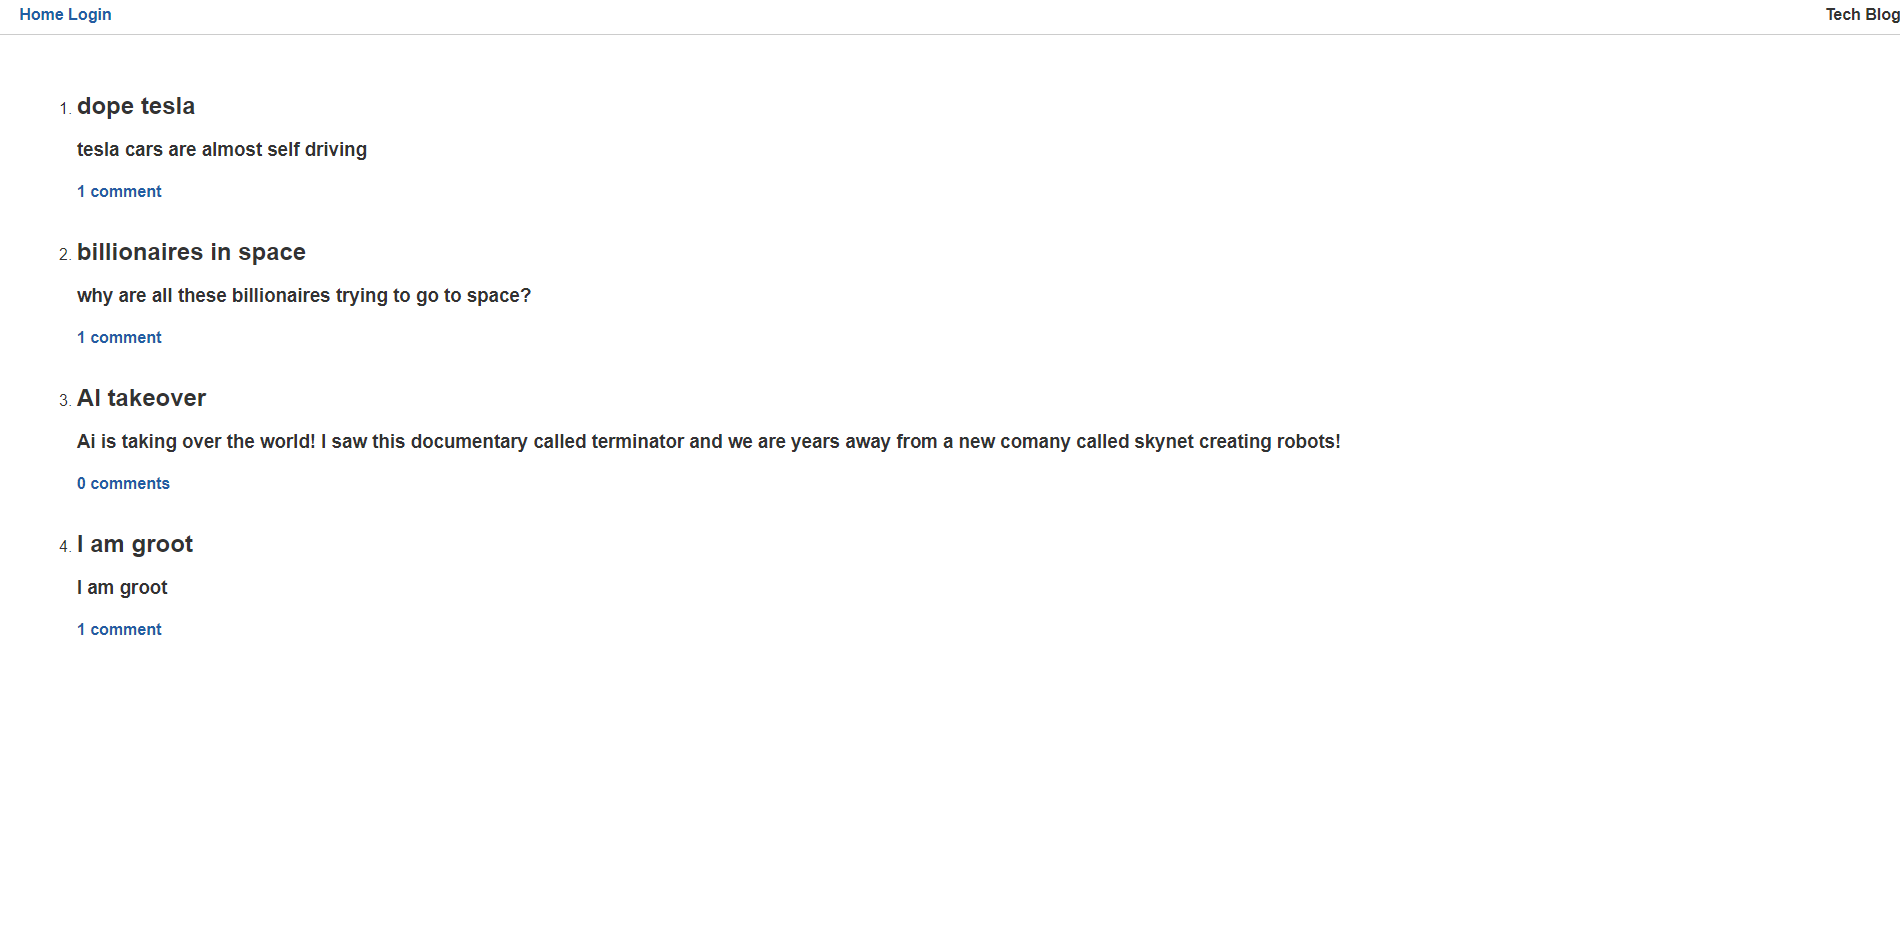 Home Login Tech Blog
1. dope tesla
tesla cars are almost self driving
1 comment
2. billionaires in space
why are all these billionaires trying to go to space?
1 comment
3. AI takeover
Ai is taking over the world! I saw this documentary called terminator and we are years away from a new comany called skynet creating robots!
0 comments
4. I am groot
I am groot
1 comment